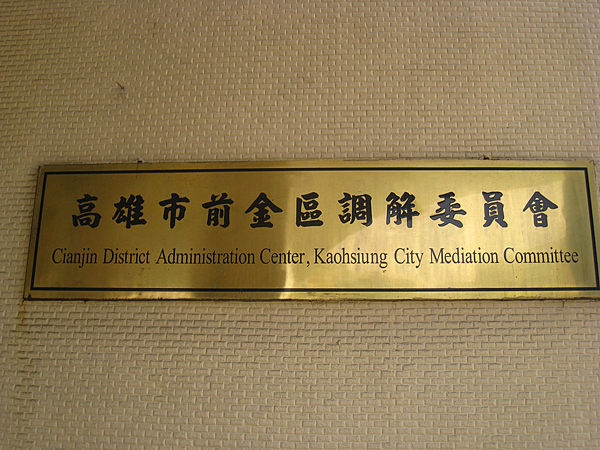 高雄市前金區調解委員會
Cianjin District Administration Center, Kaohsiung City Mediation Committee